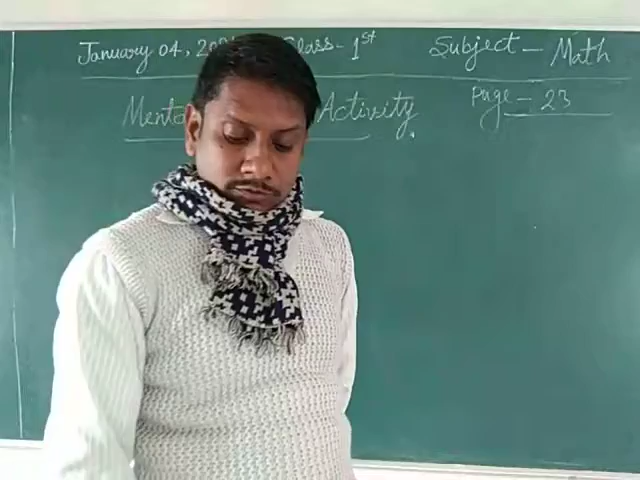 January 04, 20 Class - 1st Subject - Math
Page - 23
Activity